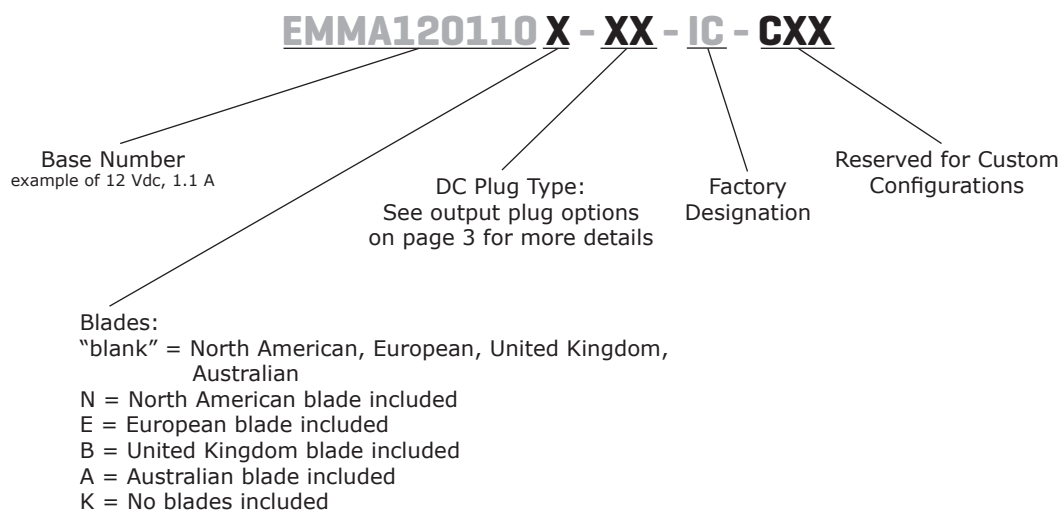 EMMA120110 X - XX - IC - CXX
Base Number
example of 12 Vdc, 1.1 A
DC Plug Type:
See output plug options
on page 3 for more details
Factory
Designation
Reserved for Custom
Configurations
Blades:
“blank” = North American, European, United Kingdom,
Australian
N = North American blade included
E = European blade included
B = United Kingdom blade included
A = Australian blade included
K = No blades included